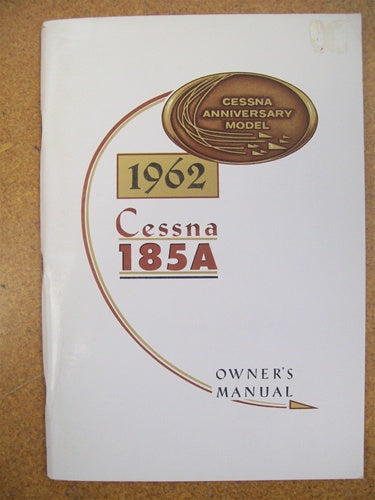 CESSNA
ANNIVERSARY
MODEL
1962
Cessna
185A
OWNER'S
MANUAL